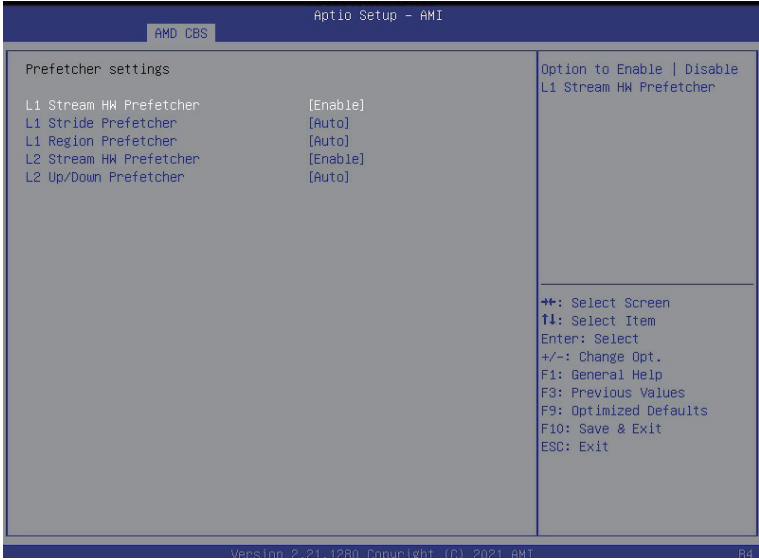 Aptio Setup - AMI
AMD CBS
Prefetcher settings
L1 Stream HW Prefetcher [Enable]
L1 Stride Prefetcher [Auto]
L1 Region Prefetcher [Auto]
L2 Stream HW Prefetcher [Enable]
L2 Up/Down Prefetcher [Auto]
Option to Enable | Disable
L1 Stream HW Prefetcher
→←: Select Screen
↑↓: Select Item
Enter: Select
+/-: Change Opt.
F1: General Help
F3: Previous Values
F9: Optimized Defaults
F10: Save & Exit
ESC: Exit
Version 2.21.1280 Copyright (C) 2021 AMI
B4